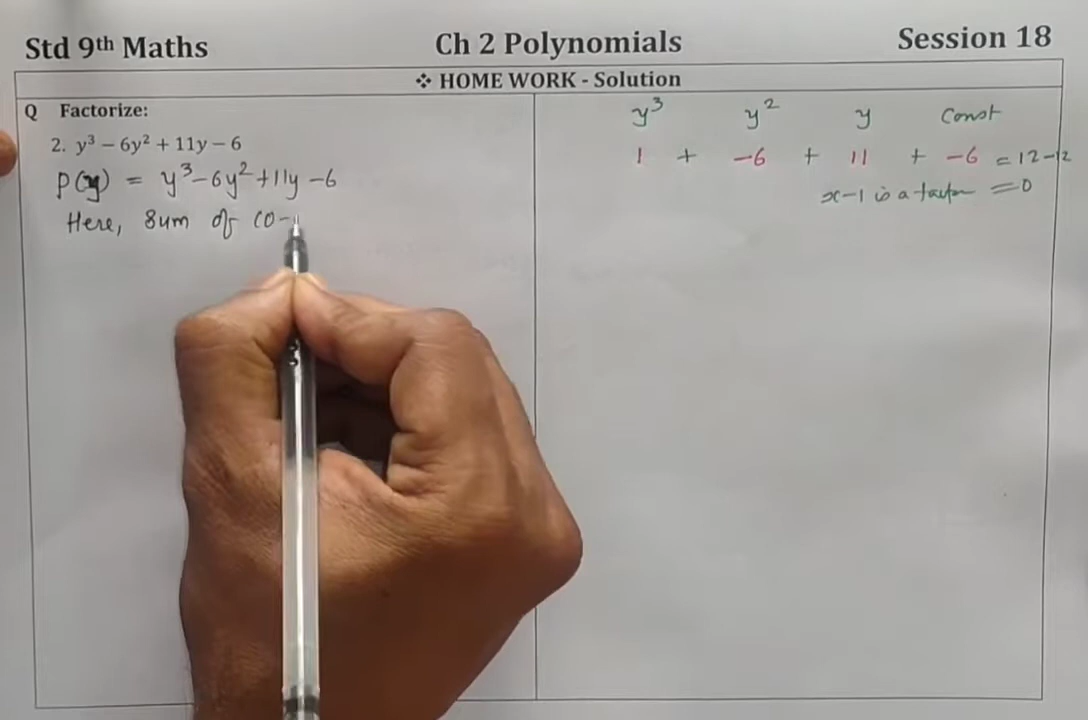 Std 9th Maths Ch 2 Polynomials Session 18
❖ HOME WORK - Solution
Q Factorize:
2. y³ – 6y² + 11y – 6
P(y) = y³-6y²+11y -6
Here, Sum of co-
y³ y² y Const
1 + -6 + 11 + -6 = 12-12
x-1 is a factor =0